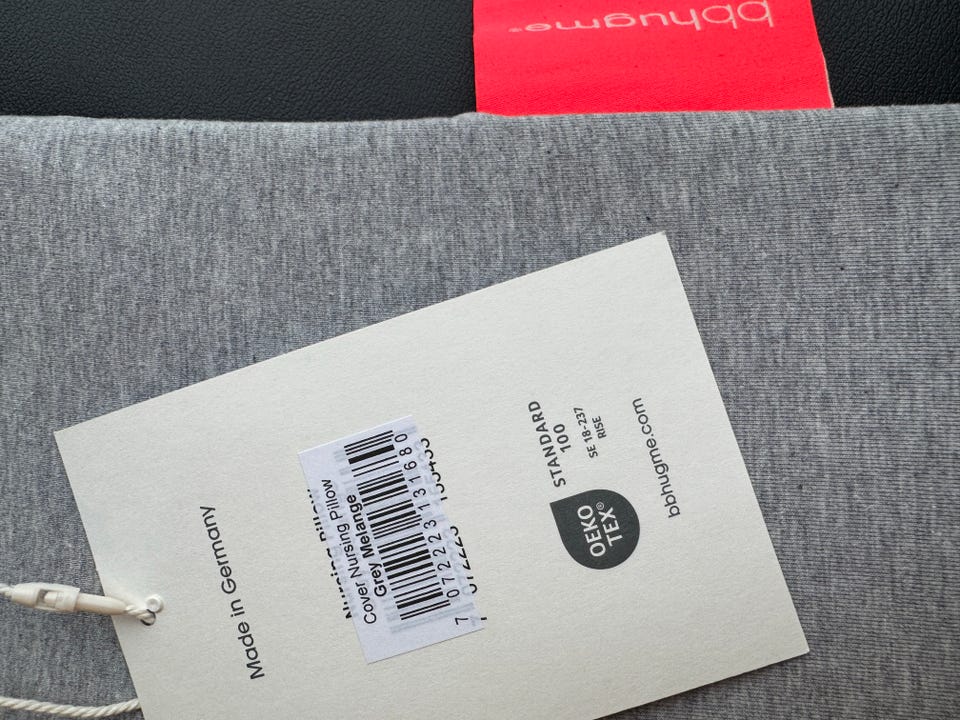 bbhugme®
Made in Germany
Cover Nursing Pillow
Grey Melange
7 072223 131680
OEKO
TEX®
STANDARD
100
SE 18-237
RISE
bbhugme.com